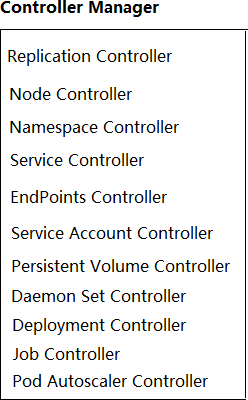 Controller Manager
Replication Controller
Node Controller
Namespace Controller
Service Controller
EndPoints Controller
Service Account Controller
Persistent Volume Controller
Daemon Set Controller
Deployment Controller
Job Controller
Pod Autoscaler Controller